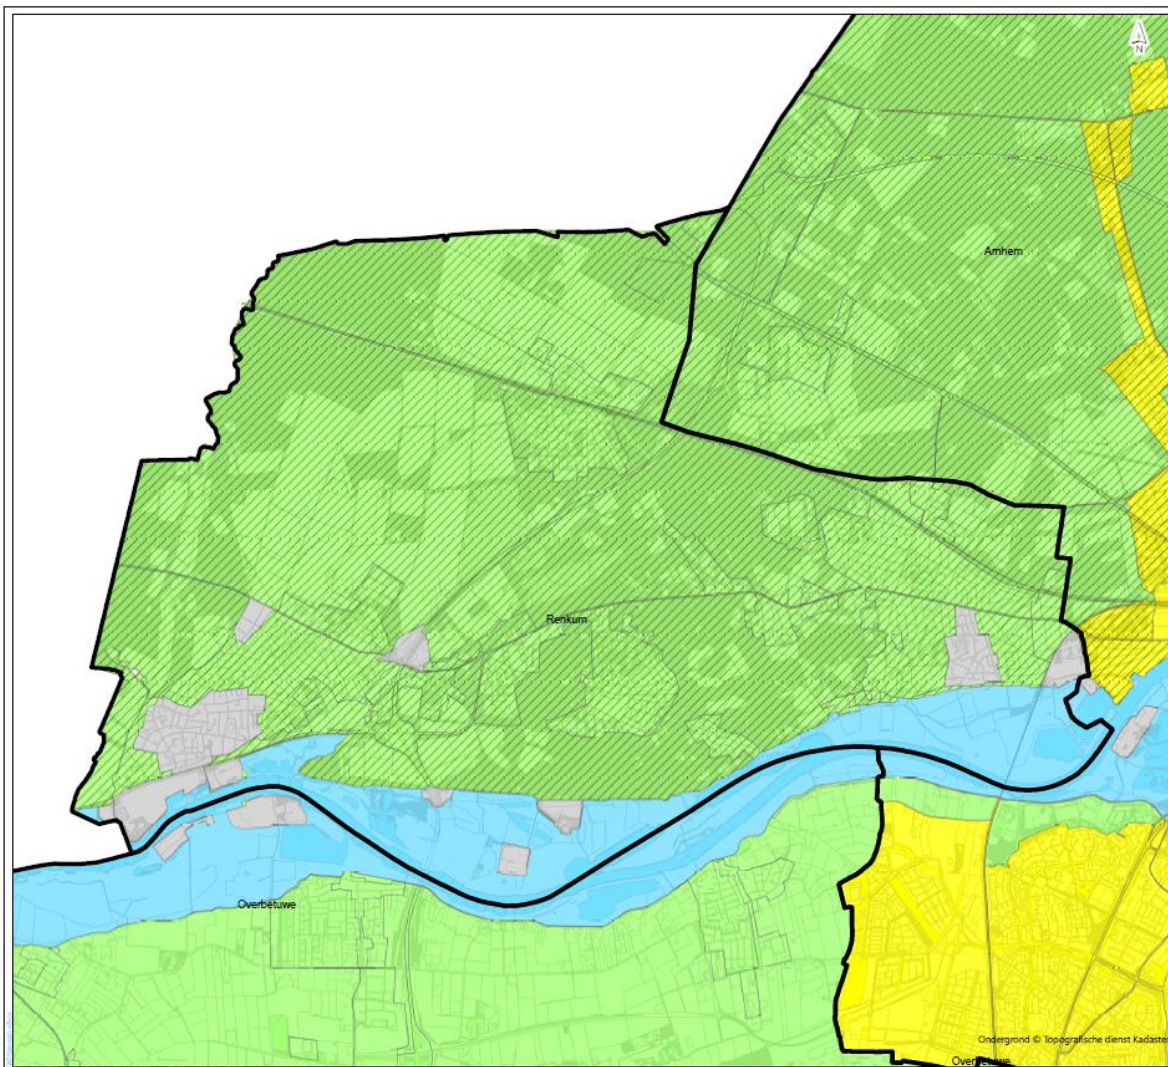 N
Arnhem
Renkum
Overbetuwe
Ondergrond © Topografische dienst Kadaster
Overbetuwe